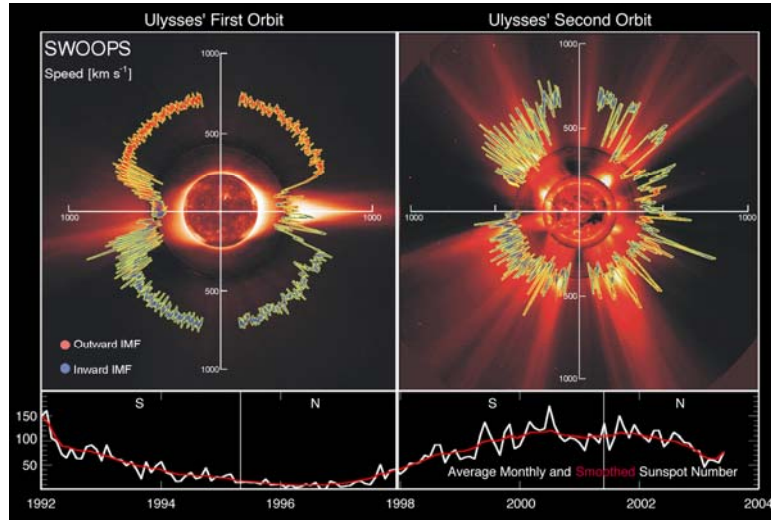 Ulysses' First Orbit
Ulysses' Second Orbit
SWOOPS
Speed [km s⁻¹]
1000
1000
500
500
1000
1000
1000
1000
500
500
1000
1000
Outward IMF
Inward IMF
S
N
S
N
150
100
50
Average Monthly and Smoothed Sunspot Number
1992
1994
1996
1998
2000
2002
2004